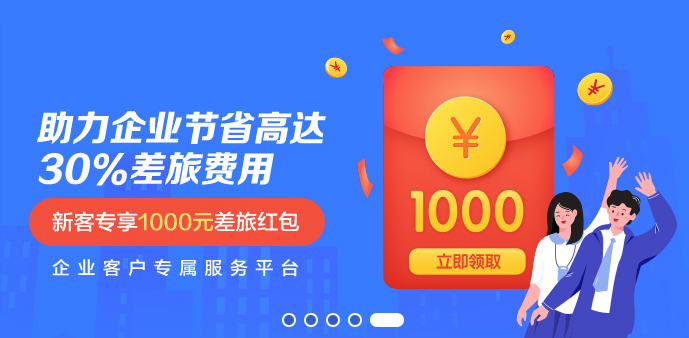 助力企业节省高达
30%差旅费用
新客专享1000元差旅红包
企业客户专属服务平台
¥
1000
立即领取